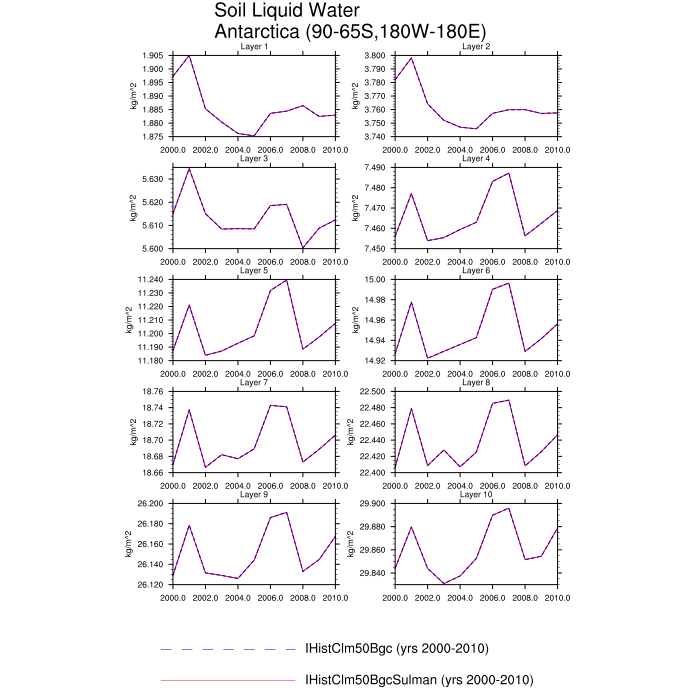 Soil Liquid Water
Antarctica (90-65S,180W-180E)
Layer 1
1.905
1.900
1.895
1.890
1.885
1.880
1.875
kg/m^2
2000.0 2002.0 2004.0 2006.0 2008.0 2010.0
Layer 2
3.800
3.790
3.780
3.770
3.760
3.750
3.740
kg/m^2
2000.0 2002.0 2004.0 2006.0 2008.0 2010.0
Layer 3
5.630
5.620
5.610
5.600
kg/m^2
2000.0 2002.0 2004.0 2006.0 2008.0 2010.0
Layer 4
7.490
7.480
7.470
7.460
7.450
kg/m^2
2000.0 2002.0 2004.0 2006.0 2008.0 2010.0
Layer 5
11.240
11.230
11.220
11.210
11.200
11.190
11.180
kg/m^2
2000.0 2002.0 2004.0 2006.0 2008.0 2010.0
Layer 6
15.00
14.98
14.96
14.94
14.92
kg/m^2
2000.0 2002.0 2004.0 2006.0 2008.0 2010.0
Layer 7
18.76
18.74
18.72
18.70
18.68
18.66
kg/m^2
2000.0 2002.0 2004.0 2006.0 2008.0 2010.0
Layer 8
22.500
22.480
22.460
22.440
22.420
22.400
kg/m^2
2000.0 2002.0 2004.0 2006.0 2008.0 2010.0
Layer 9
26.200
26.180
26.160
26.140
26.120
kg/m^2
2000.0 2002.0 2004.0 2006.0 2008.0 2010.0
Layer 10
29.900
29.880
29.860
29.840
kg/m^2
2000.0 2002.0 2004.0 2006.0 2008.0 2010.0
IHistClm50Bgc (yrs 2000-2010)
IHistClm50BgcSulman (yrs 2000-2010)